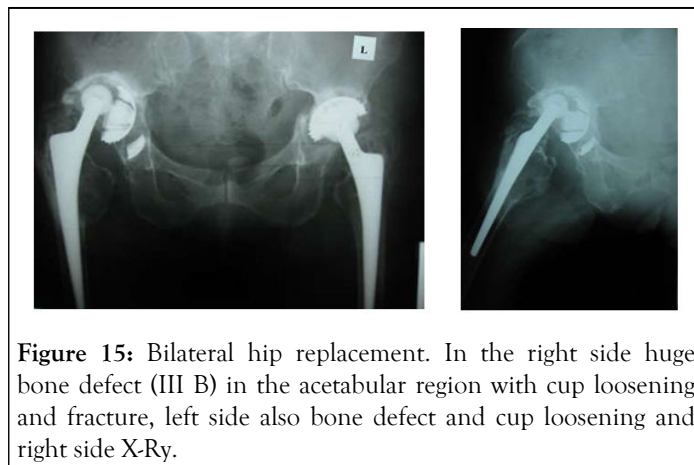 L
Figure 15: Bilateral hip replacement. In the right side huge
bone defect (III B) in the acetabular region with cup loosening
and fracture, left side also bone defect and cup loosening and
right side X-Ry.